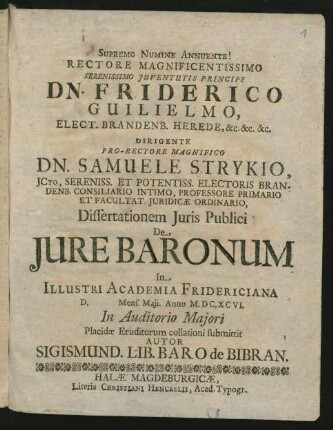 1
Supremo Numine Annuente!
RECTORE MAGNIFICENTISSIMO
SERENISSIMO JUVENTUTIS PRINCIPE
DN. FRIDERICO
GUILIELMO,
ELECT. BRANDENB. HEREDE, &c. &c. &c.
DIRIGENTE
PRO-RECTORE MAGNIFICO
DN. SAMUELE STRYKIO,
JCto, SERENISS. ET POTENTISS. ELECTORIS BRAN-
DENB. CONSILIARIO INTIMO, PROFESSORE PRIMARIO
ET FACULTAT. JURIDICÆ ORDINARIO,
Dissertationem Juris Publici
De
JURE BARONUM
In
ILLUSTRI ACADEMIA FRIDERICIANA
D. Mens. Maji. Anno M.DC.XCVI.
In Auditorio Majori
Placidæ Eruditorum collationi submittit
AUTOR
SIGISMUND. LIB. BARO de BIBRAN.
HALÆ MAGDEBURGICÆ,
Literis CHRISTIANI HENCKELII, Acad. Typogr.